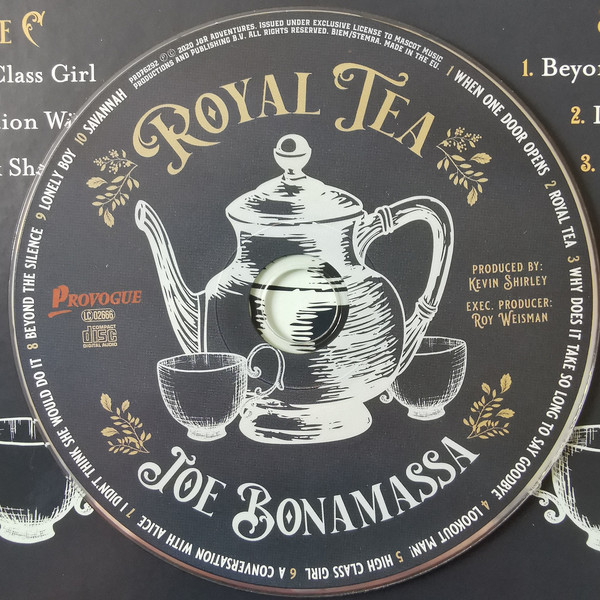 E
Class Girl
tion Wi
t Sha
1. Beyo
2. I
3.
PRD76292 ℗ © 2020 J&R ADVENTURES. ISSUED UNDER EXCLUSIVE LICENSE TO MASCOT MUSIC
PRODUCTIONS AND PUBLISHING B.V. ALL RIGHTS RESERVED. BIEM/STEMRA. MADE IN THE EU.
ROYAL TEA
1 WHEN ONE DOOR OPENS 2 ROYAL TEA 3 WHY DOES IT TAKE SO LONG TO SAY GOODBYE 4 LOOKOUT MAN! 5 HIGH CLASS GIRL 6 A CONVERSATION WITH ALICE 7 I DIDN'T THINK SHE WOULD DO IT 8 BEYOND THE SILENCE 9 LONELY BOY 10 SAVANNAH
PRODUCED BY:
KEVIN SHIRLEY
EXEC. PRODUCER:
ROY WEISMAN
PROVOGUE
LC 02666
COMPACT
disc
DIGITAL AUDIO
JOE BONAMASSA